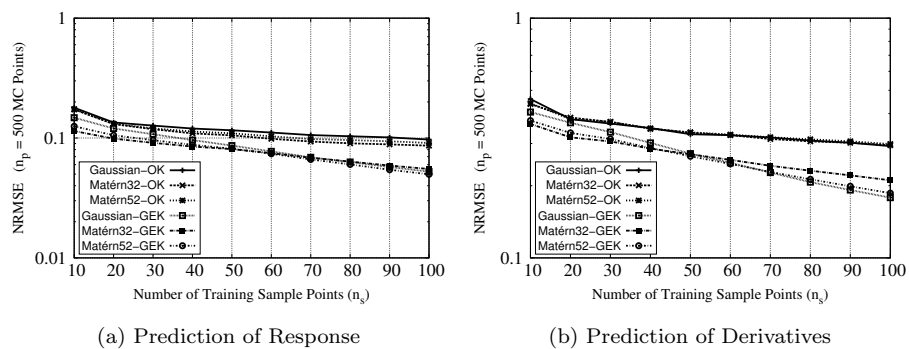 1
0.1
0.01
NRMSE (n_p = 500 MC Points)
Gaussian−OK
Matérn32−OK
Matérn52−OK
Gaussian−GEK
Matérn32−GEK
Matérn52−GEK
10 20 30 40 50 60 70 80 90 100
Number of Training Sample Points (n_s)
(a) Prediction of Response
1
0.1
NRMSE (n_p = 500 MC Points)
Gaussian−OK
Matérn32−OK
Matérn52−OK
Gaussian−GEK
Matérn32−GEK
Matérn52−GEK
10 20 30 40 50 60 70 80 90 100
Number of Training Sample Points (n_s)
(b) Prediction of Derivatives